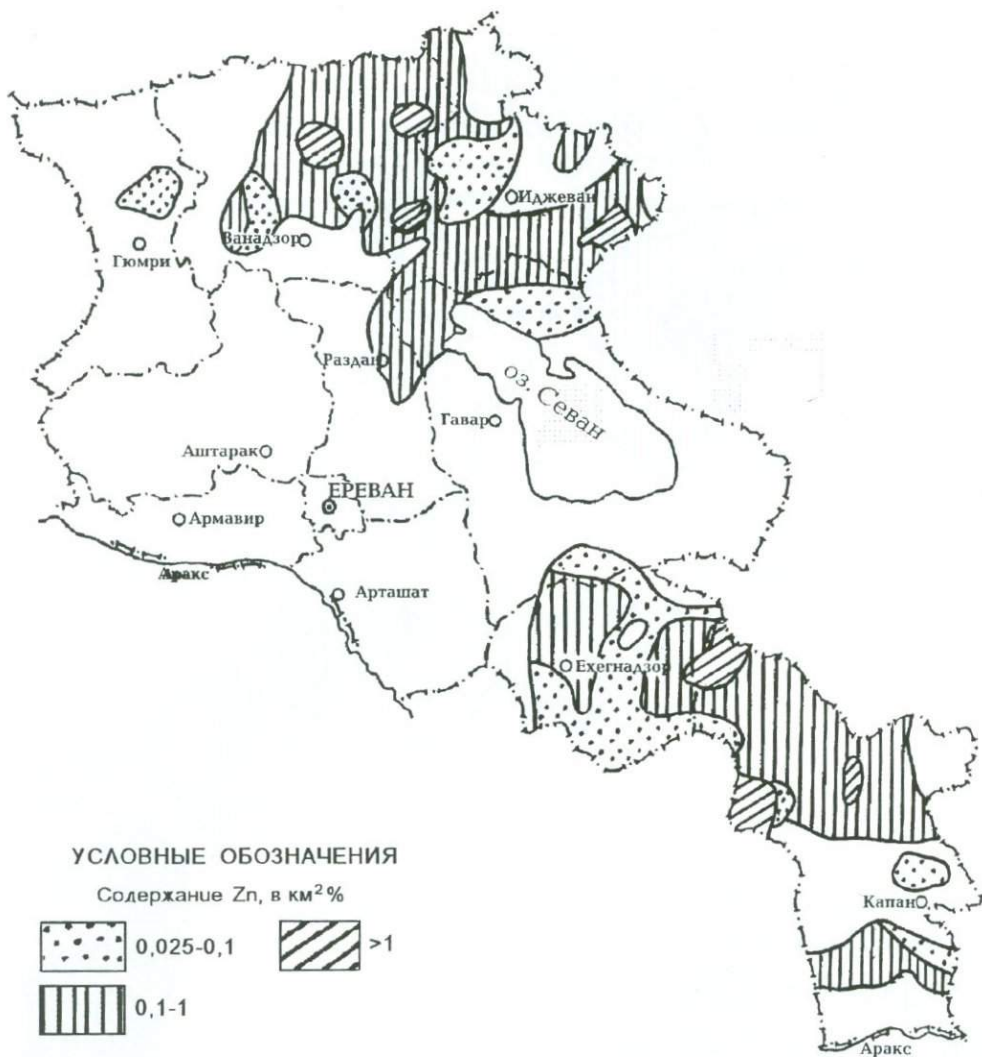 Иджеван
Ванадзор
Гюмри
Раздан
оз. Севан
Гавар
Аштарак
ЕРЕВАН
Армавир
Аракс
Арташат
Ехегнадзор
УСЛОВНЫЕ ОБОЗНАЧЕНИЯ
Содержание Zn, в км² %
0,025-0,1
>1
0,1-1
Капан
Аракс